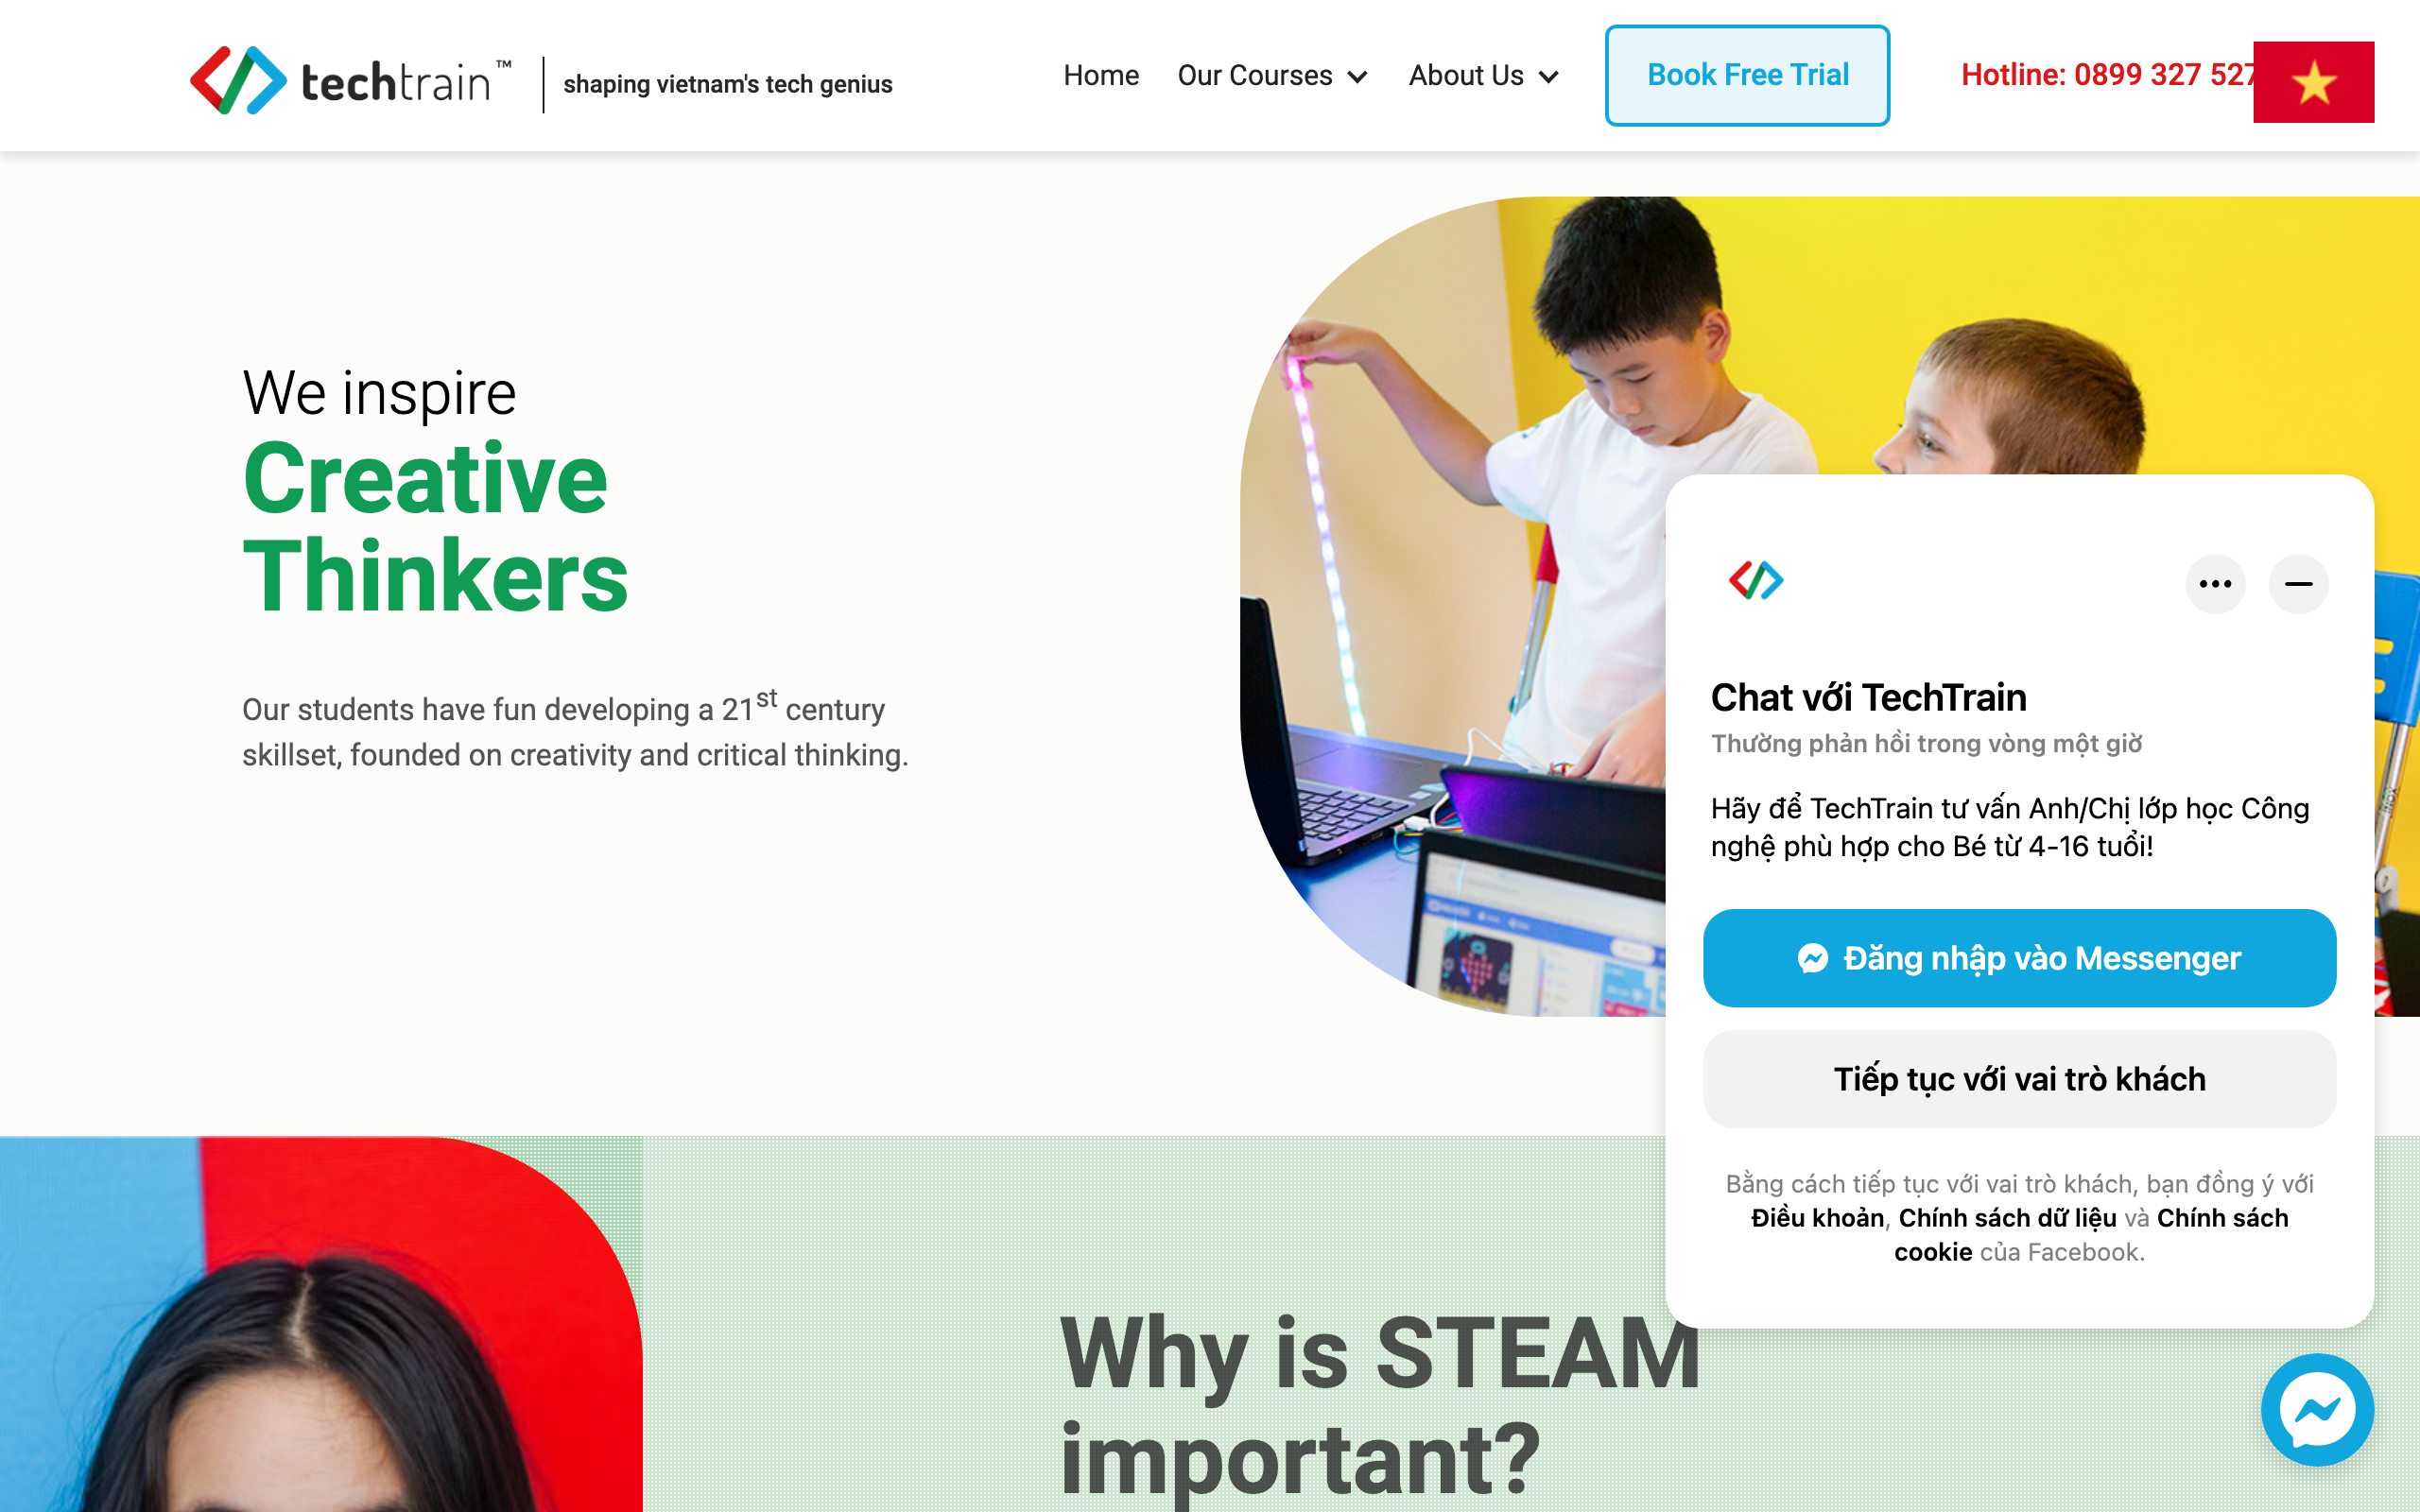 techtrain™
shaping vietnam's tech genius
Home
Our Courses
About Us
Book Free Trial
Hotline: 0899 327 527
We inspire
Creative
Thinkers
Our students have fun developing a 21st century
skillset, founded on creativity and critical thinking.
Chat với TechTrain
Thường phản hồi trong vòng một giờ
Hãy để TechTrain tư vấn Anh/Chị lớp học Công
nghệ phù hợp cho Bé từ 4-16 tuổi!
Đăng nhập vào Messenger
Tiếp tục với vai trò khách
Bằng cách tiếp tục với vai trò khách, bạn đồng ý với
Điều khoản, Chính sách dữ liệu và Chính sách
cookie của Facebook.
Why is STEAM
important?